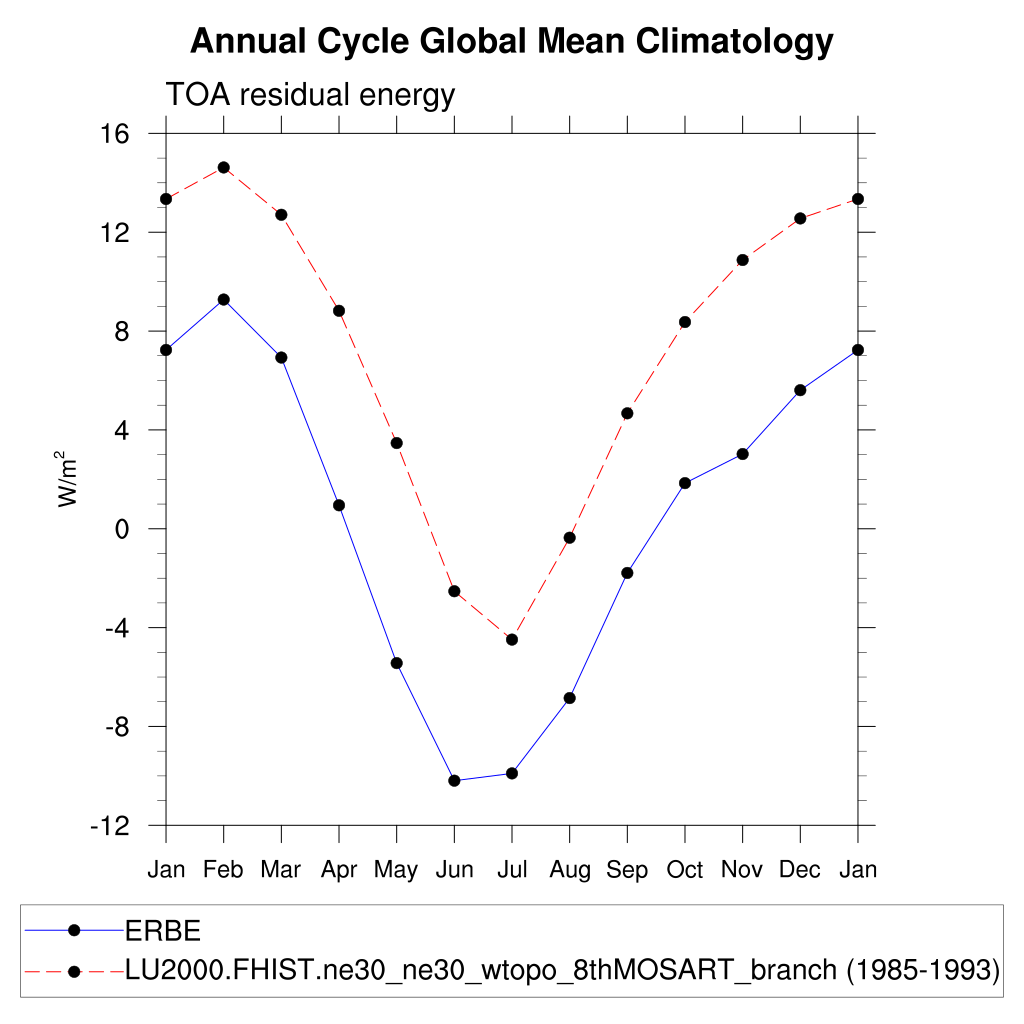 Annual Cycle Global Mean Climatology
TOA residual energy
16
12
8
4
0
-4
-8
-12
W/m²
Jan Feb Mar Apr May Jun Jul Aug Sep Oct Nov Dec Jan
ERBE
LU2000.FHIST.ne30_ne30_wtopo_8thMOSART_branch (1985-1993)